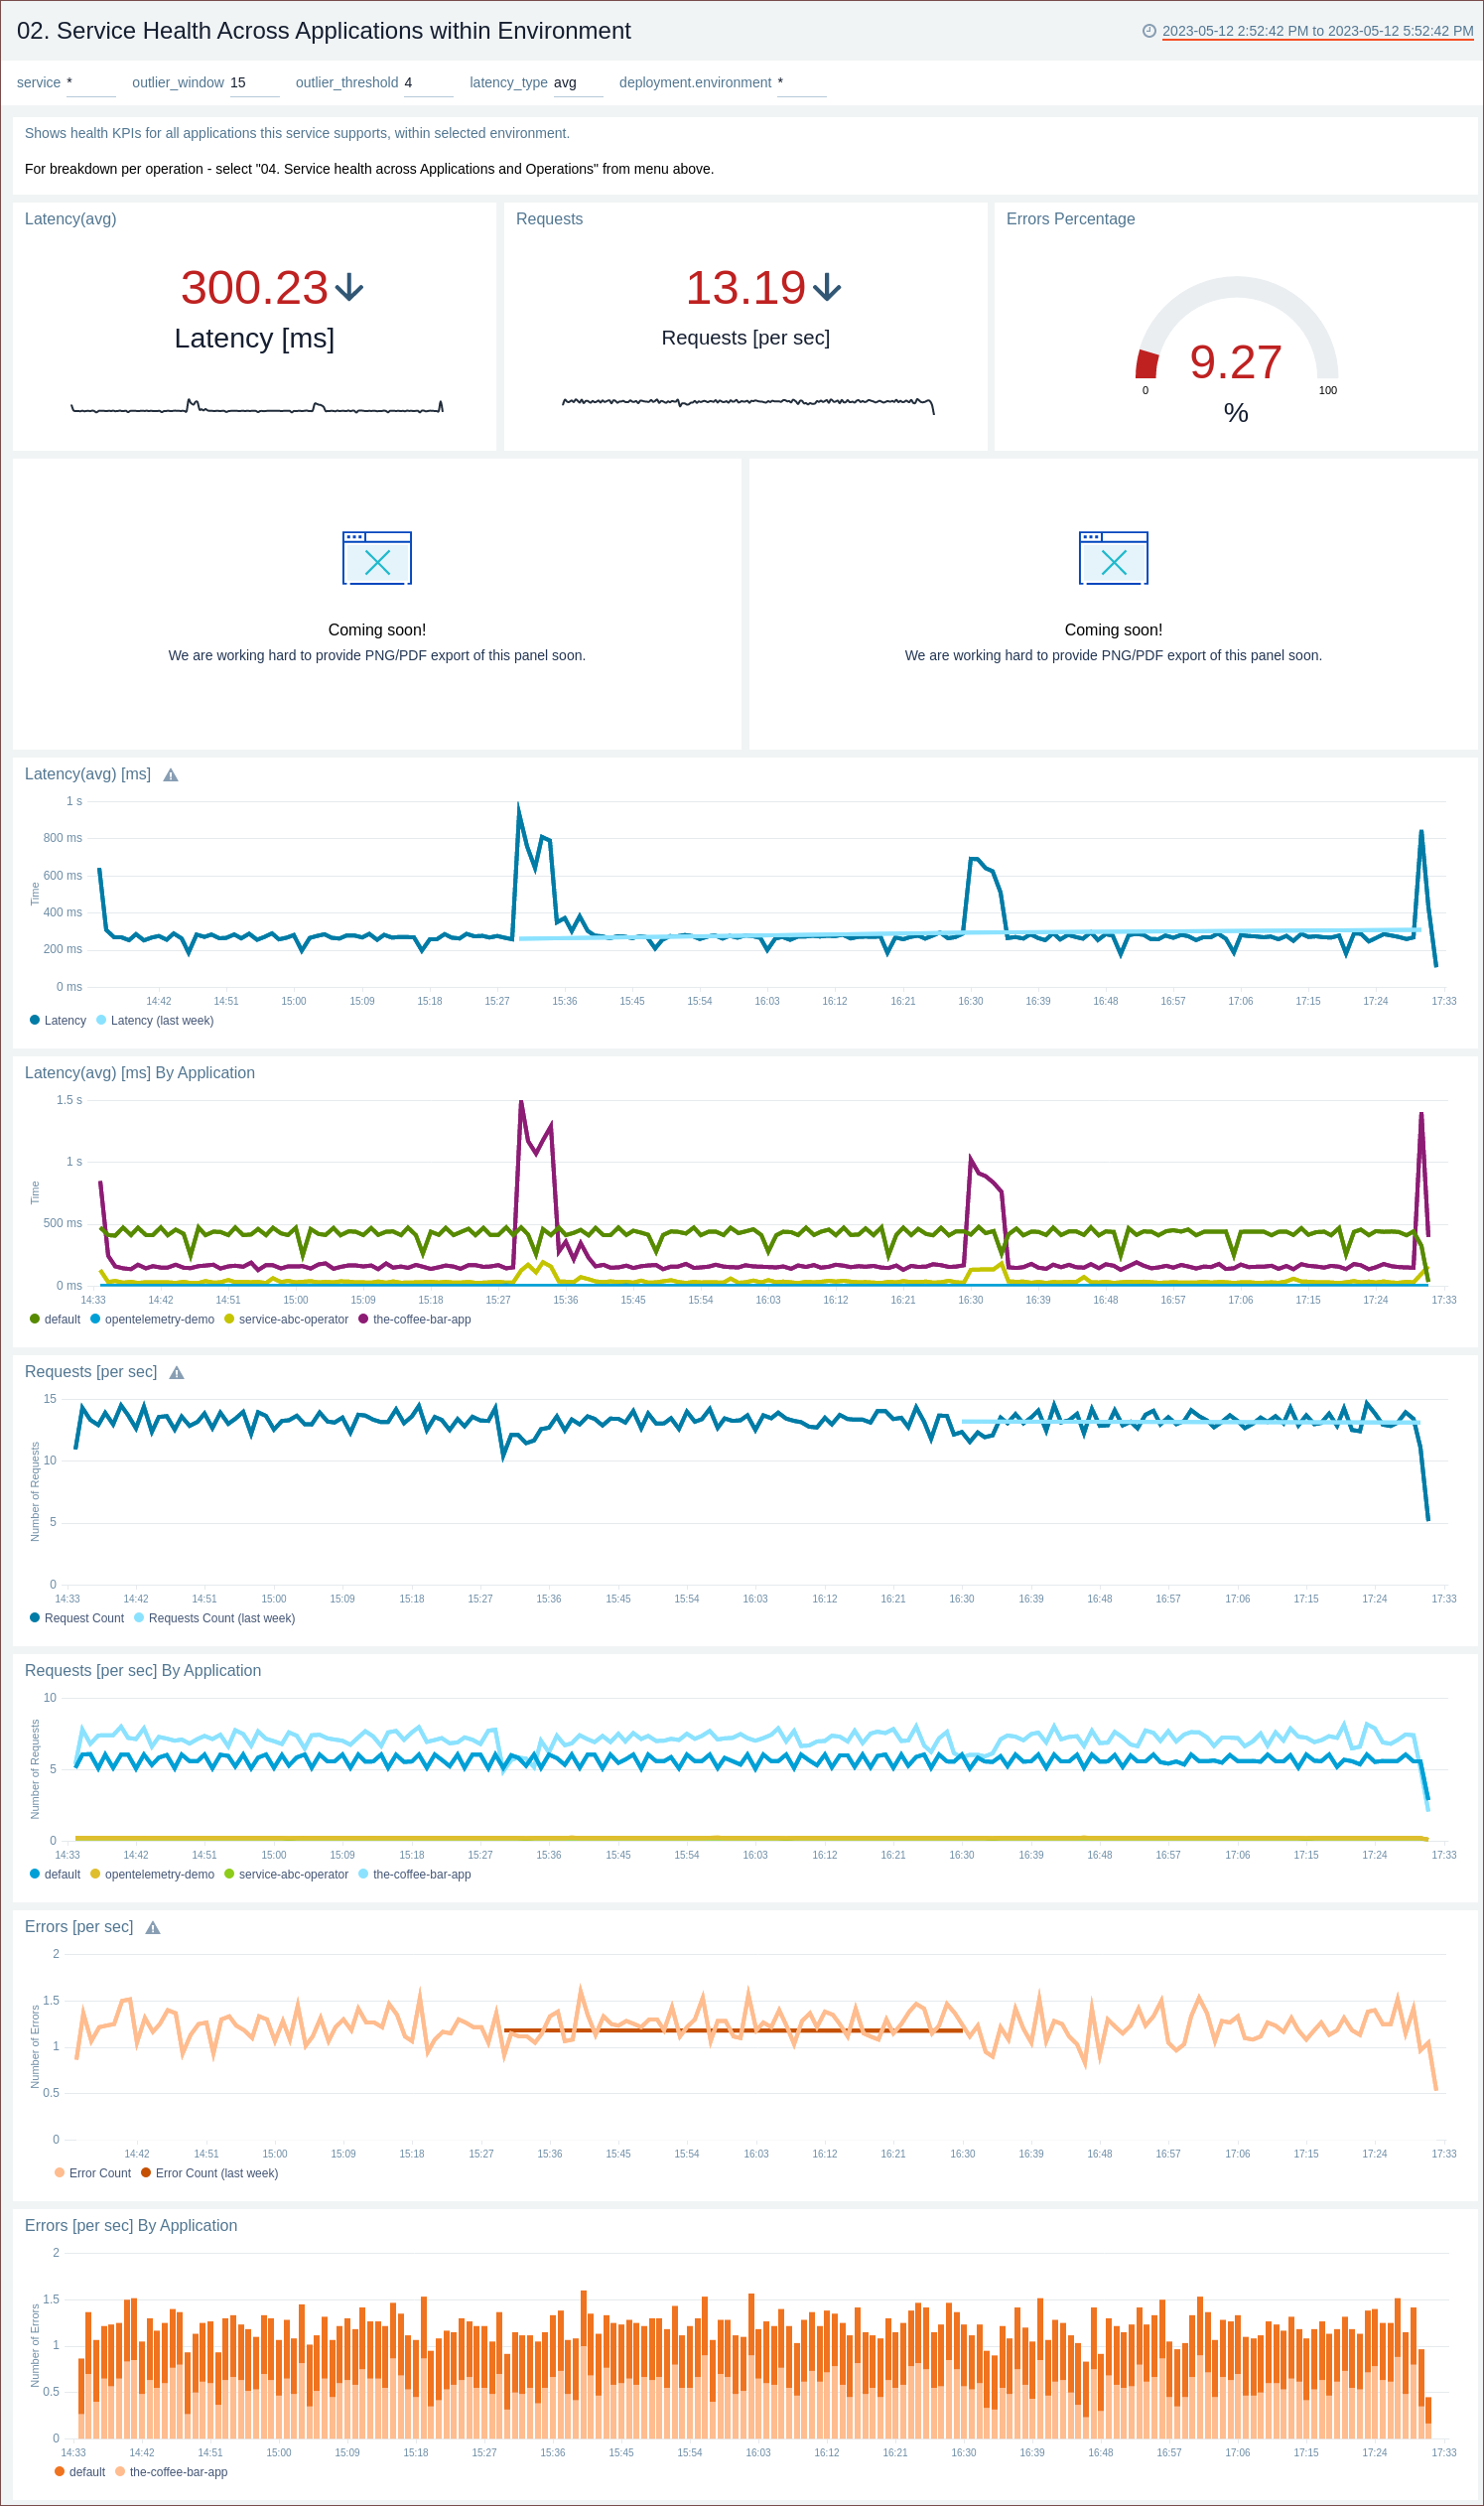 02. Service Health Across Applications within Environment
2023-05-12 2:52:42 PM to 2023-05-12 5:52:42 PM
service * outlier_window 15 outlier_threshold 4 latency_type avg deployment.environment *
Shows health KPIs for all applications this service supports, within selected environment.
For breakdown per operation - select "04. Service health across Applications and Operations" from menu above.
Latency(avg)
300.23
Latency [ms]
Requests
13.19
Requests [per sec]
Errors Percentage
9.27
0 100
%
Coming soon!
We are working hard to provide PNG/PDF export of this panel soon.
Coming soon!
We are working hard to provide PNG/PDF export of this panel soon.
Latency(avg) [ms]
Time
1 s
800 ms
600 ms
400 ms
200 ms
0 ms
14:42 14:51 15:00 15:09 15:18 15:27 15:36 15:45 15:54 16:03 16:12 16:21 16:30 16:39 16:48 16:57 17:06 17:15 17:24 17:33
Latency Latency (last week)
Latency(avg) [ms] By Application
Time
1.5 s
1 s
500 ms
0 ms
14:33 14:42 14:51 15:00 15:09 15:18 15:27 15:36 15:45 15:54 16:03 16:12 16:21 16:30 16:39 16:48 16:57 17:06 17:15 17:24 17:33
default opentelemetry-demo service-abc-operator the-coffee-bar-app
Requests [per sec]
Number of Requests
15
10
5
0
14:33 14:42 14:51 15:00 15:09 15:18 15:27 15:36 15:45 15:54 16:03 16:12 16:21 16:30 16:39 16:48 16:57 17:06 17:15 17:24 17:33
Request Count Requests Count (last week)
Requests [per sec] By Application
Number of Requests
10
5
0
14:33 14:42 14:51 15:00 15:09 15:18 15:27 15:36 15:45 15:54 16:03 16:12 16:21 16:30 16:39 16:48 16:57 17:06 17:15 17:24 17:33
default opentelemetry-demo service-abc-operator the-coffee-bar-app
Errors [per sec]
Number of Errors
2
1.5
1
0.5
0
14:42 14:51 15:00 15:09 15:18 15:27 15:36 15:45 15:54 16:03 16:12 16:21 16:30 16:39 16:48 16:57 17:06 17:15 17:24 17:33
Error Count Error Count (last week)
Errors [per sec] By Application
Number of Errors
2
1.5
1
0.5
0
14:33 14:42 14:51 15:00 15:09 15:18 15:27 15:36 15:45 15:54 16:03 16:12 16:21 16:30 16:39 16:48 16:57 17:06 17:15 17:24 17:33
default the-coffee-bar-app